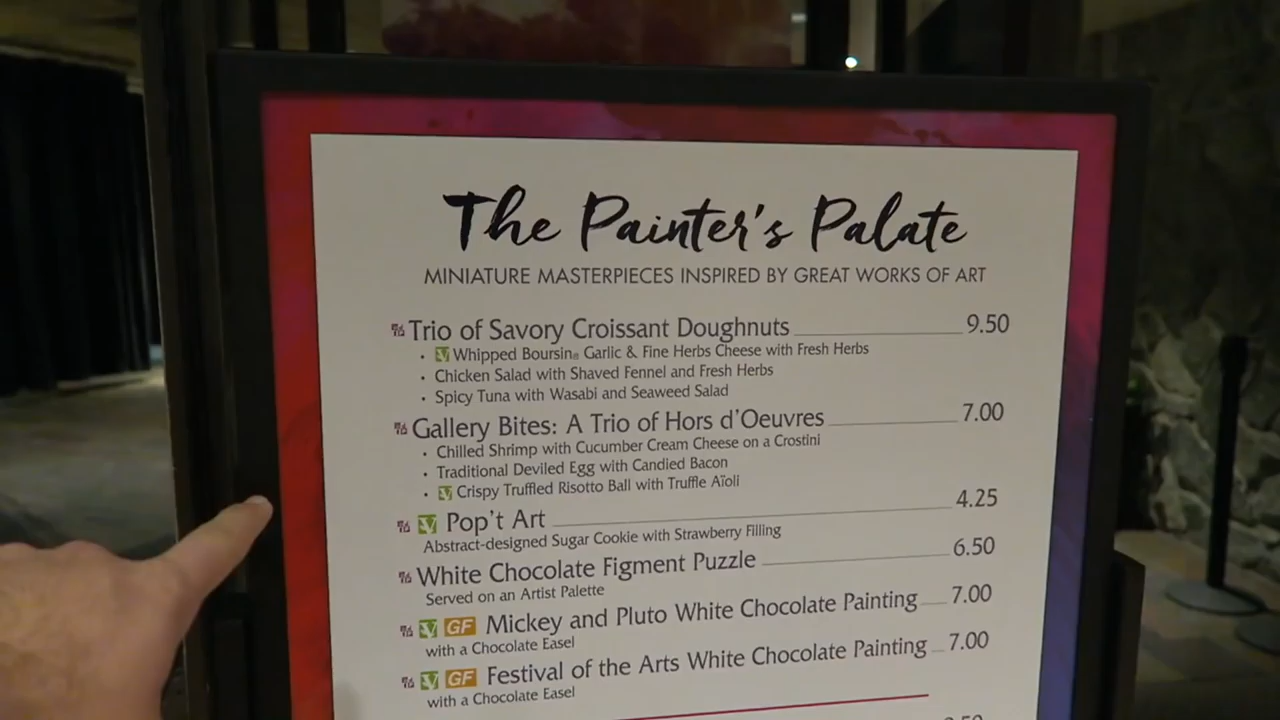 The Painter's Palate
MINIATURE MASTERPIECES INSPIRED BY GREAT WORKS OF ART
Trio of Savory Croissant Doughnuts 9.50
• V Whipped Boursin® Garlic & Fine Herbs Cheese with Fresh Herbs
• Chicken Salad with Shaved Fennel and Fresh Herbs
• Spicy Tuna with Wasabi and Seaweed Salad
Gallery Bites: A Trio of Hors d'Oeuvres 7.00
• Chilled Shrimp with Cucumber Cream Cheese on a Crostini
• Traditional Deviled Egg with Candied Bacon
• V Crispy Truffled Risotto Ball with Truffle Aïoli
V Pop't Art 4.25
Abstract-designed Sugar Cookie with Strawberry Filling
White Chocolate Figment Puzzle 6.50
Served on an Artist Palette
V GF Mickey and Pluto White Chocolate Painting 7.00
with a Chocolate Easel
V GF Festival of the Arts White Chocolate Painting 7.00
with a Chocolate Easel